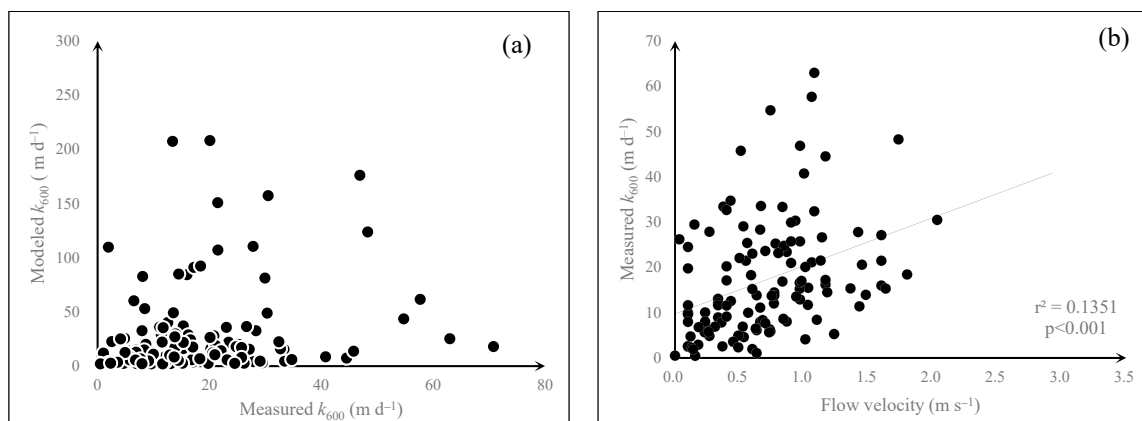 (a)
Modeled k600 ( m d–1)
300
250
200
150
100
50
0
0 20 40 60 80
Measured k600 (m d–1)
(b)
Measured k600 (m d–1)
70
60
50
40
30
20
10
0
r² = 0.1351
p<0.001
0.0 0.5 1.0 1.5 2.0 2.5 3.0 3.5
Flow velocity (m s–1)